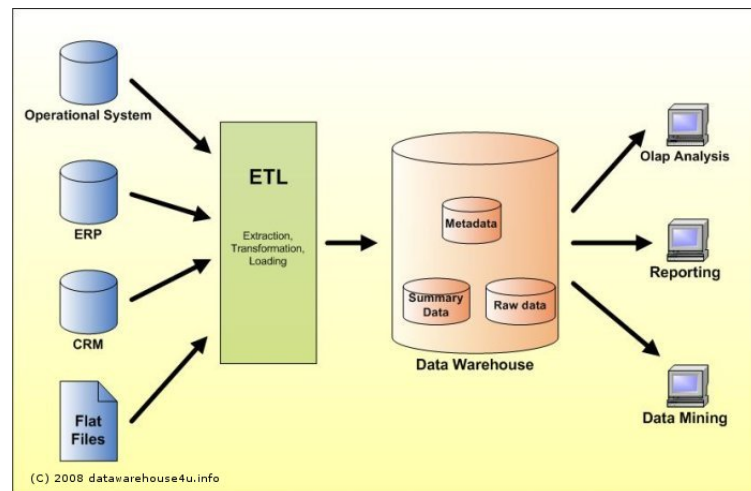 Operational System
ERP
CRM
Flat
Files
ETL
Extraction,
Transformation,
Loading
Metadata
Summary
Data
Raw data
Data Warehouse
Olap Analysis
Reporting
Data Mining
(C) 2008 datawarehouse4u.info